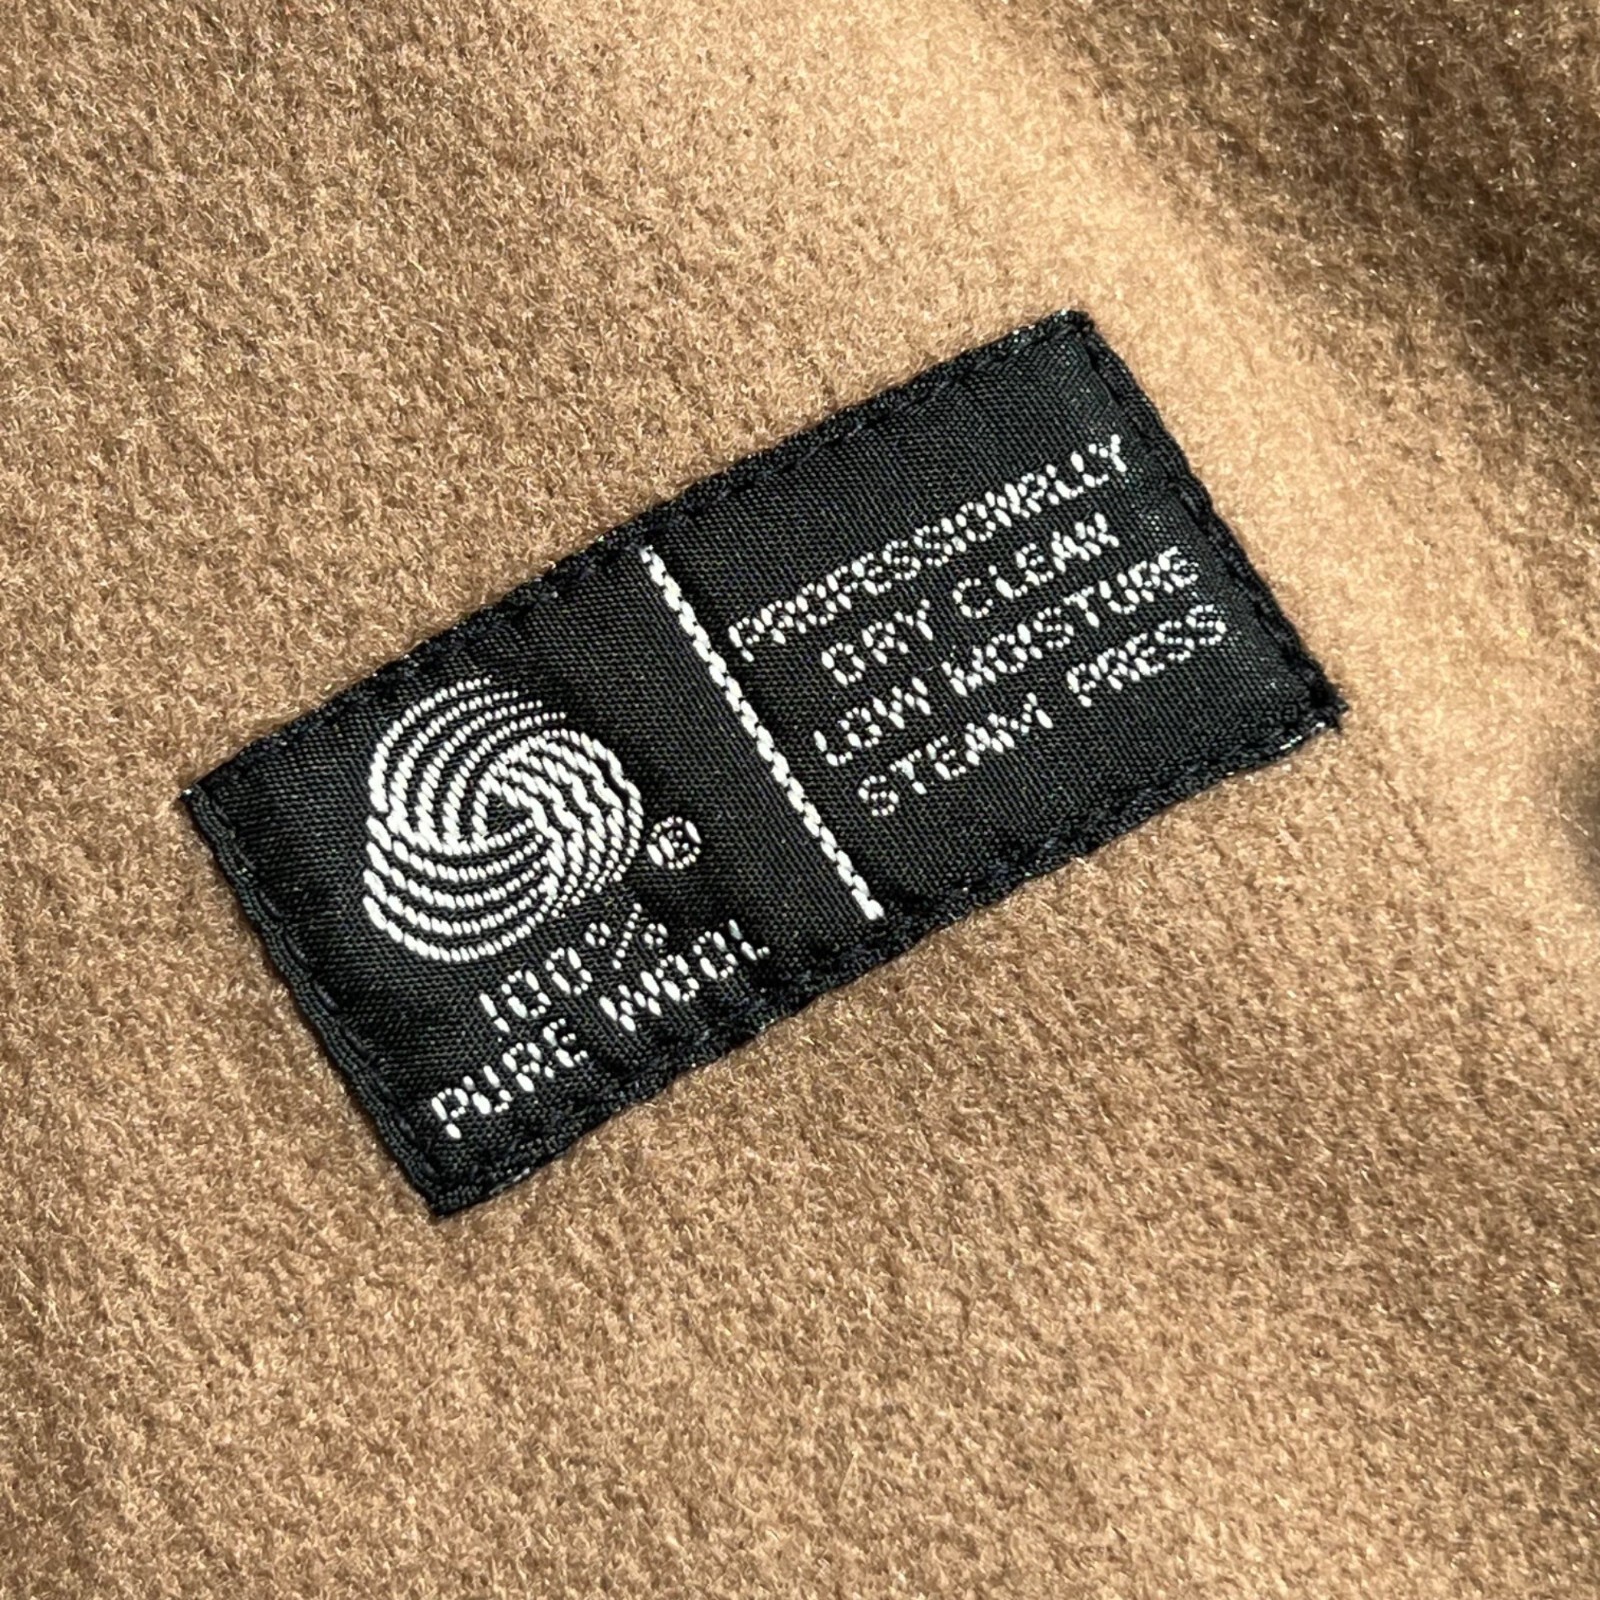 ®
100%
PURE WOOL
PROFESSIONALLY
DRY CLEAN
LOW MOISTURE
STEAM PRESS